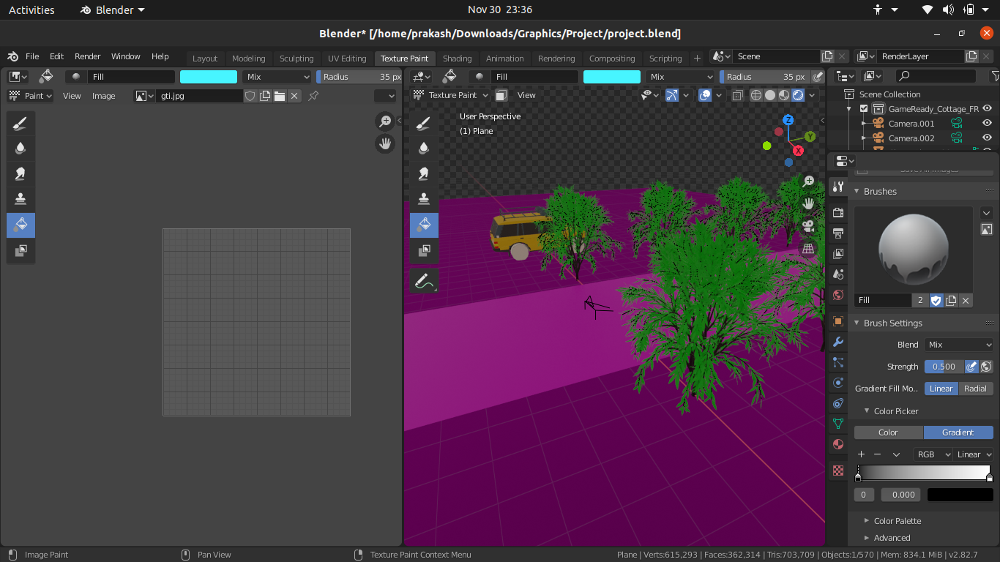 Activities Blender Nov 30 23:36
Blender* [/home/prakash/Downloads/Graphics/Project/project.blend]
File Edit Render Window Help Layout Modeling Sculpting UV Editing Texture Paint Shading Animation Rendering Compositing Scripting + Scene RenderLayer
Fill Mix Radius 35 px
Fill Mix Radius 35 px
Paint View Image gti.jpg
Texture Paint View
User Perspective
(1) Plane
Z
Y
X
Scene Collection
GameReady_Cottage_FR
Camera.001
Camera.002
Save All Images
Brushes
Fill 2
Brush Settings
Blend Mix
Strength 0.500
Gradient Fill Mo.. Linear Radial
Color Picker
Color Gradient
+ − RGB Linear
0 0.000
Color Palette
Advanced
Image Paint Pan View Texture Paint Context Menu Plane | Verts:615,293 | Faces:362,314 | Tris:703,709 | Objects:1/570 | Mem: 834.1 MiB | v2.82.7